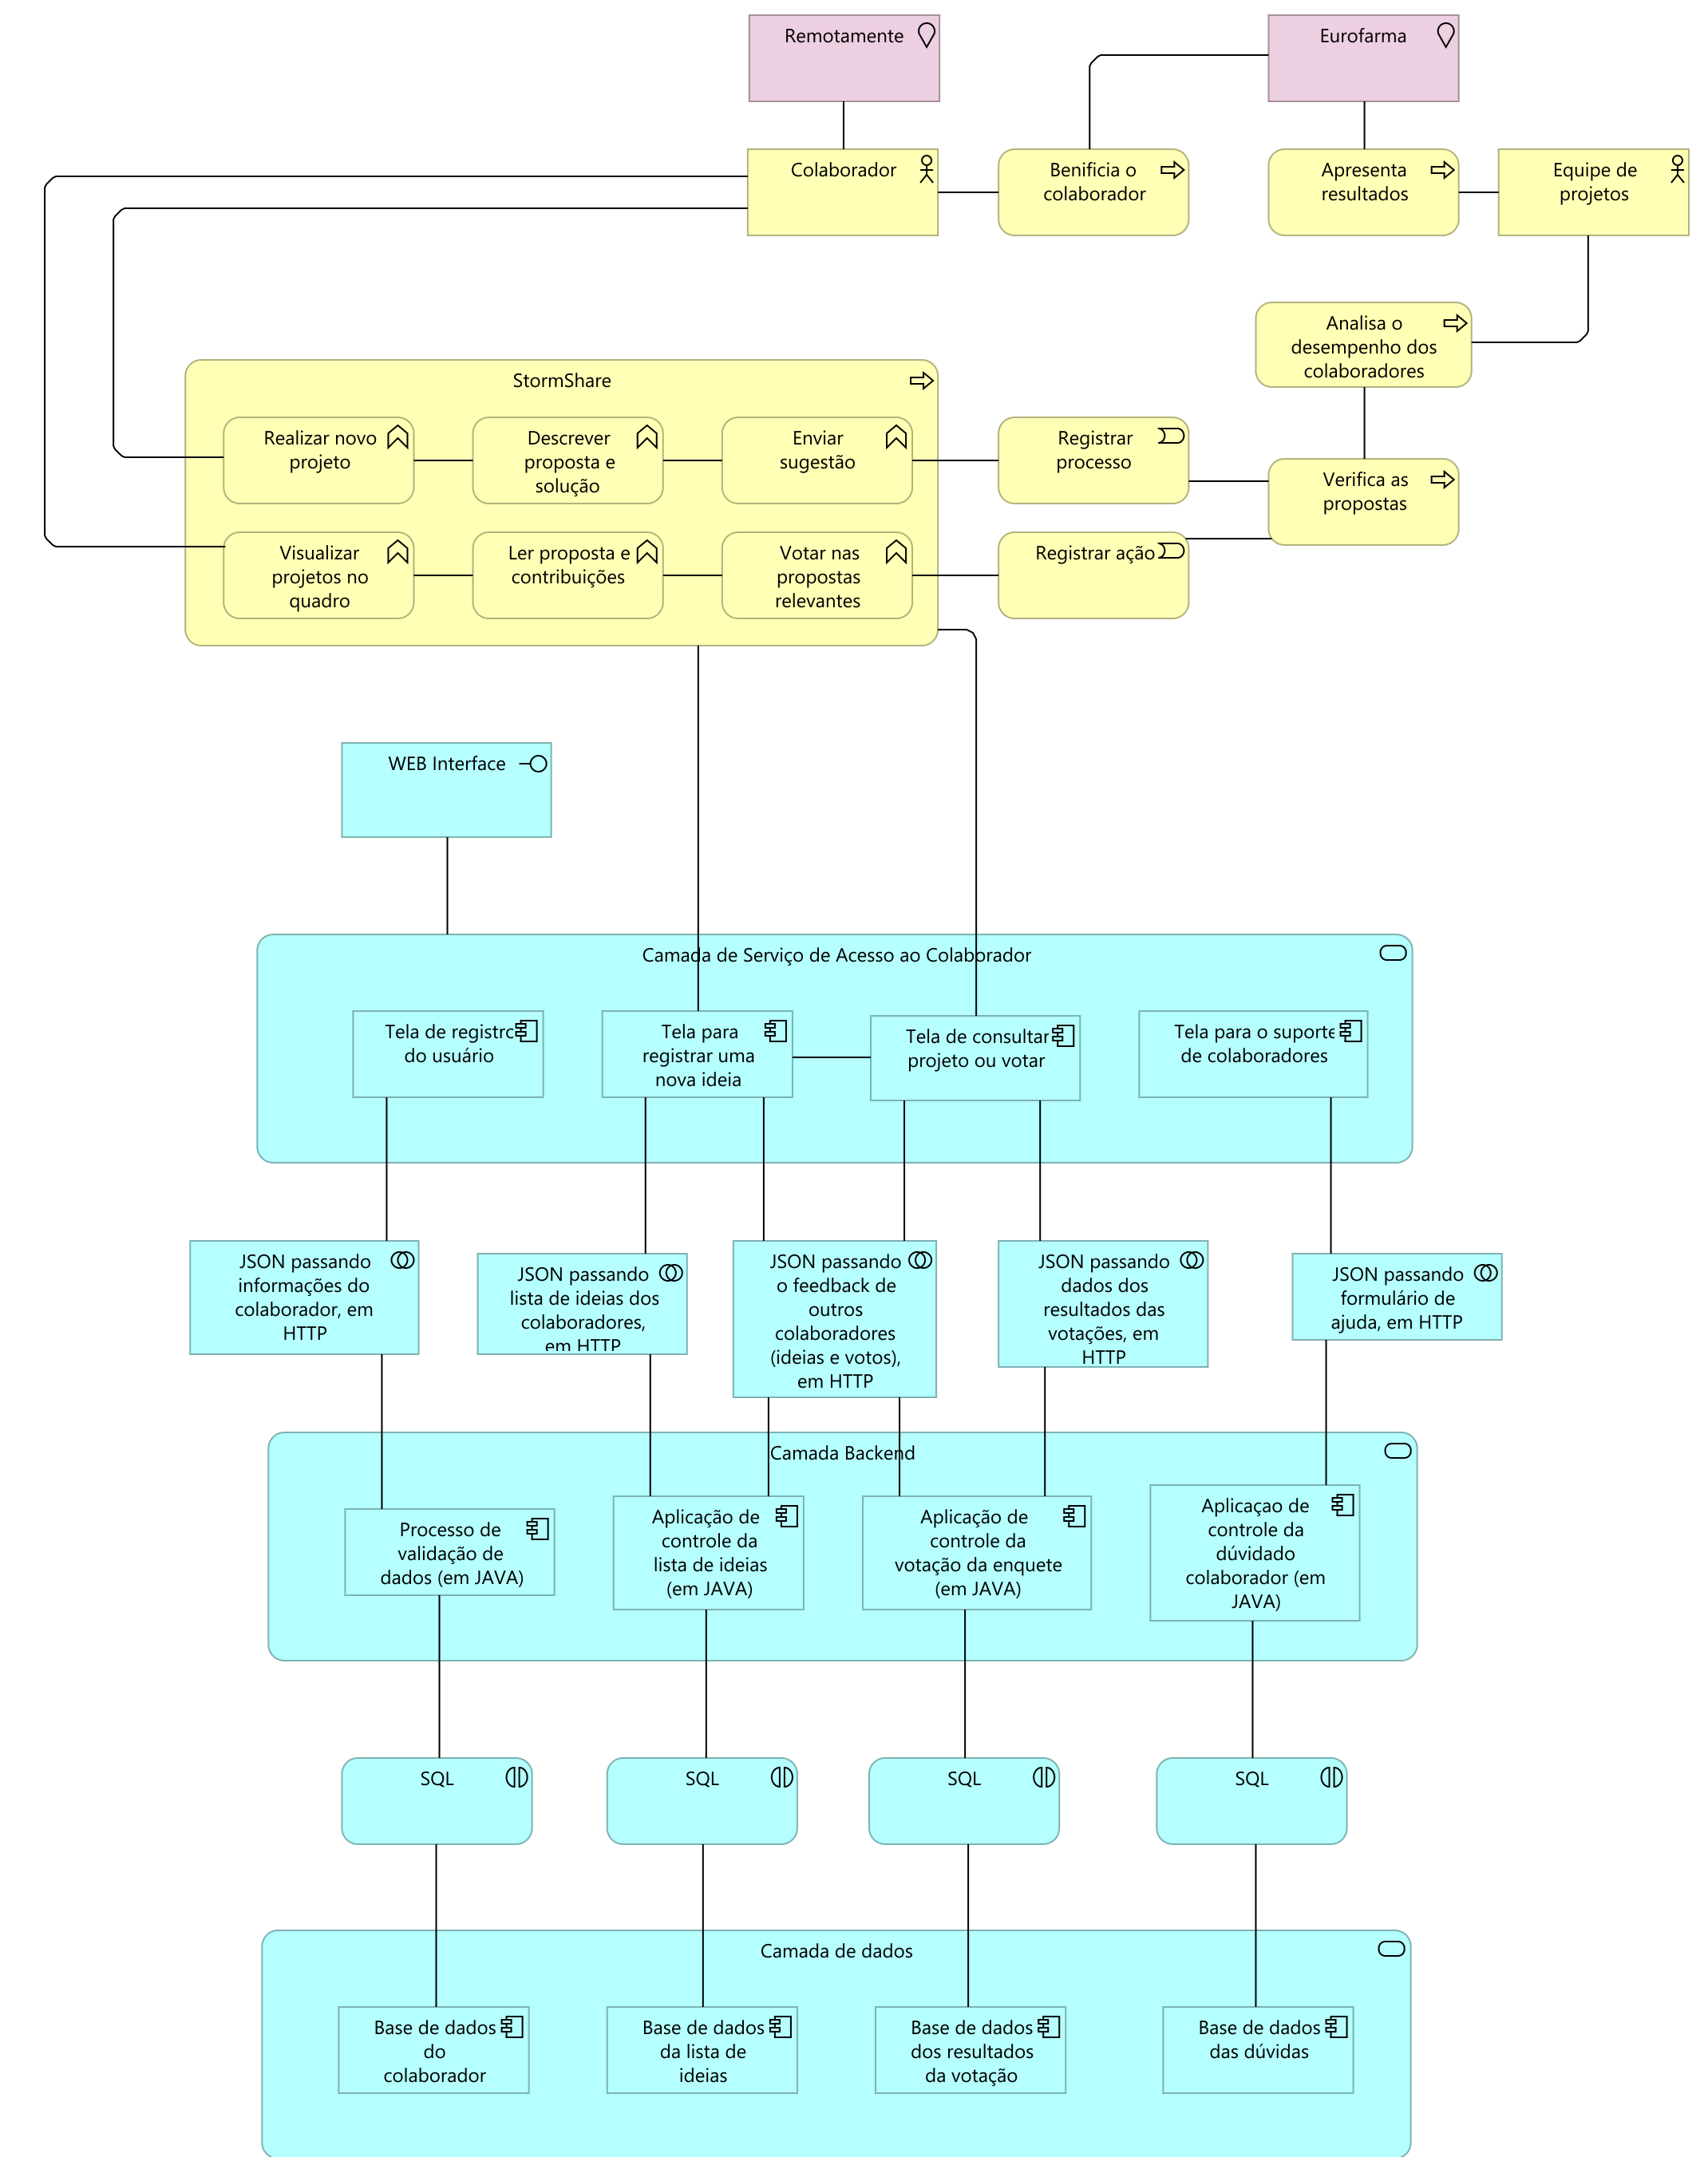 Remotamente
Eurofarma
Colaborador
Benificia o
colaborador
Apresenta
resultados
Equipe de
projetos
Analisa o
desempenho dos
colaboradores
StormShare
Realizar novo
projeto
Descrever
proposta e
solução
Enviar
sugestão
Registrar
processo
Verifica as
propostas
Visualizar
projetos no
quadro
Ler proposta e
contribuições
Votar nas
propostas
relevantes
Registrar ação
WEB Interface
Camada de Serviço de Acesso ao Colaborador
Tela de registro
do usuário
Tela para
registrar uma
nova ideia
Tela de consultar
projeto ou votar
Tela para o suporte
de colaboradores
JSON passando
informações do
colaborador, em
HTTP
JSON passando
lista de ideias dos
colaboradores,
em HTTP
JSON passando
o feedback de
outros
colaboradores
(ideias e votos),
em HTTP
JSON passando
dados dos
resultados das
votações, em
HTTP
JSON passando
formulário de
ajuda, em HTTP
Camada Backend
Processo de
validação de
dados (em JAVA)
Aplicação de
controle da
lista de ideias
(em JAVA)
Aplicação de
controle da
votação da enquete
(em JAVA)
Aplicaçao de
controle da
dúvidado
colaborador (em
JAVA)
SQL
SQL
SQL
SQL
Camada de dados
Base de dados
do
colaborador
Base de dados
da lista de
ideias
Base de dados
dos resultados
da votação
Base de dados
das dúvidas